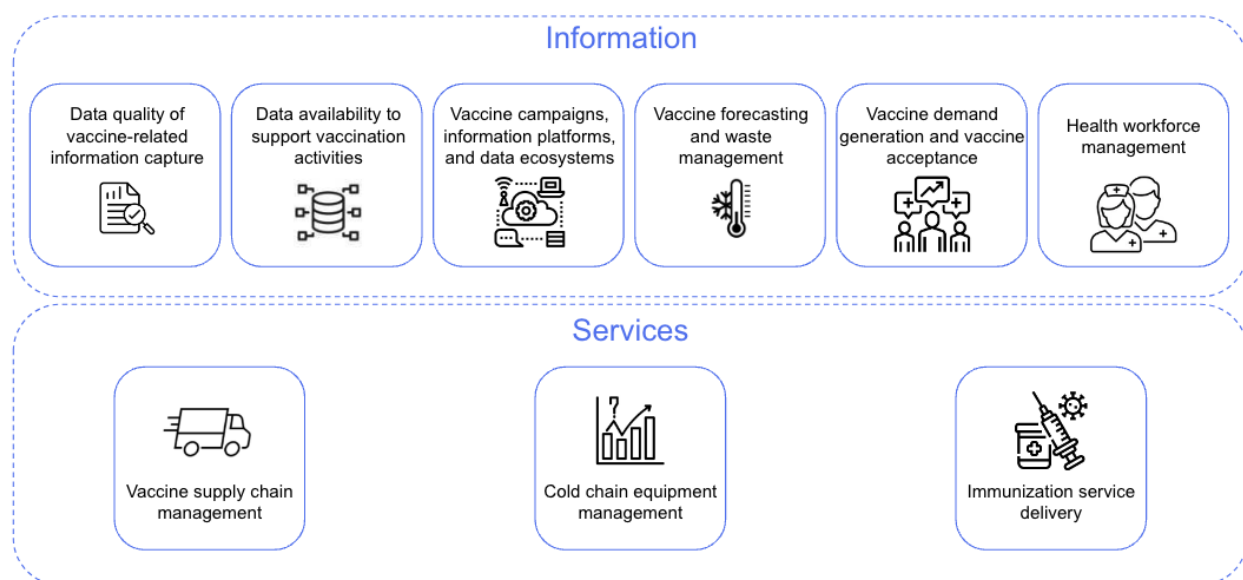 Information
Data quality of
vaccine-related
information capture
Data availability to
support vaccination
activities
Vaccine campaigns,
information platforms,
and data ecosystems
Vaccine forecasting
and waste
management
Vaccine demand
generation and vaccine
acceptance
Health workforce
management
Services
?
Vaccine supply chain
management
Cold chain equipment
management
Immunization service
delivery